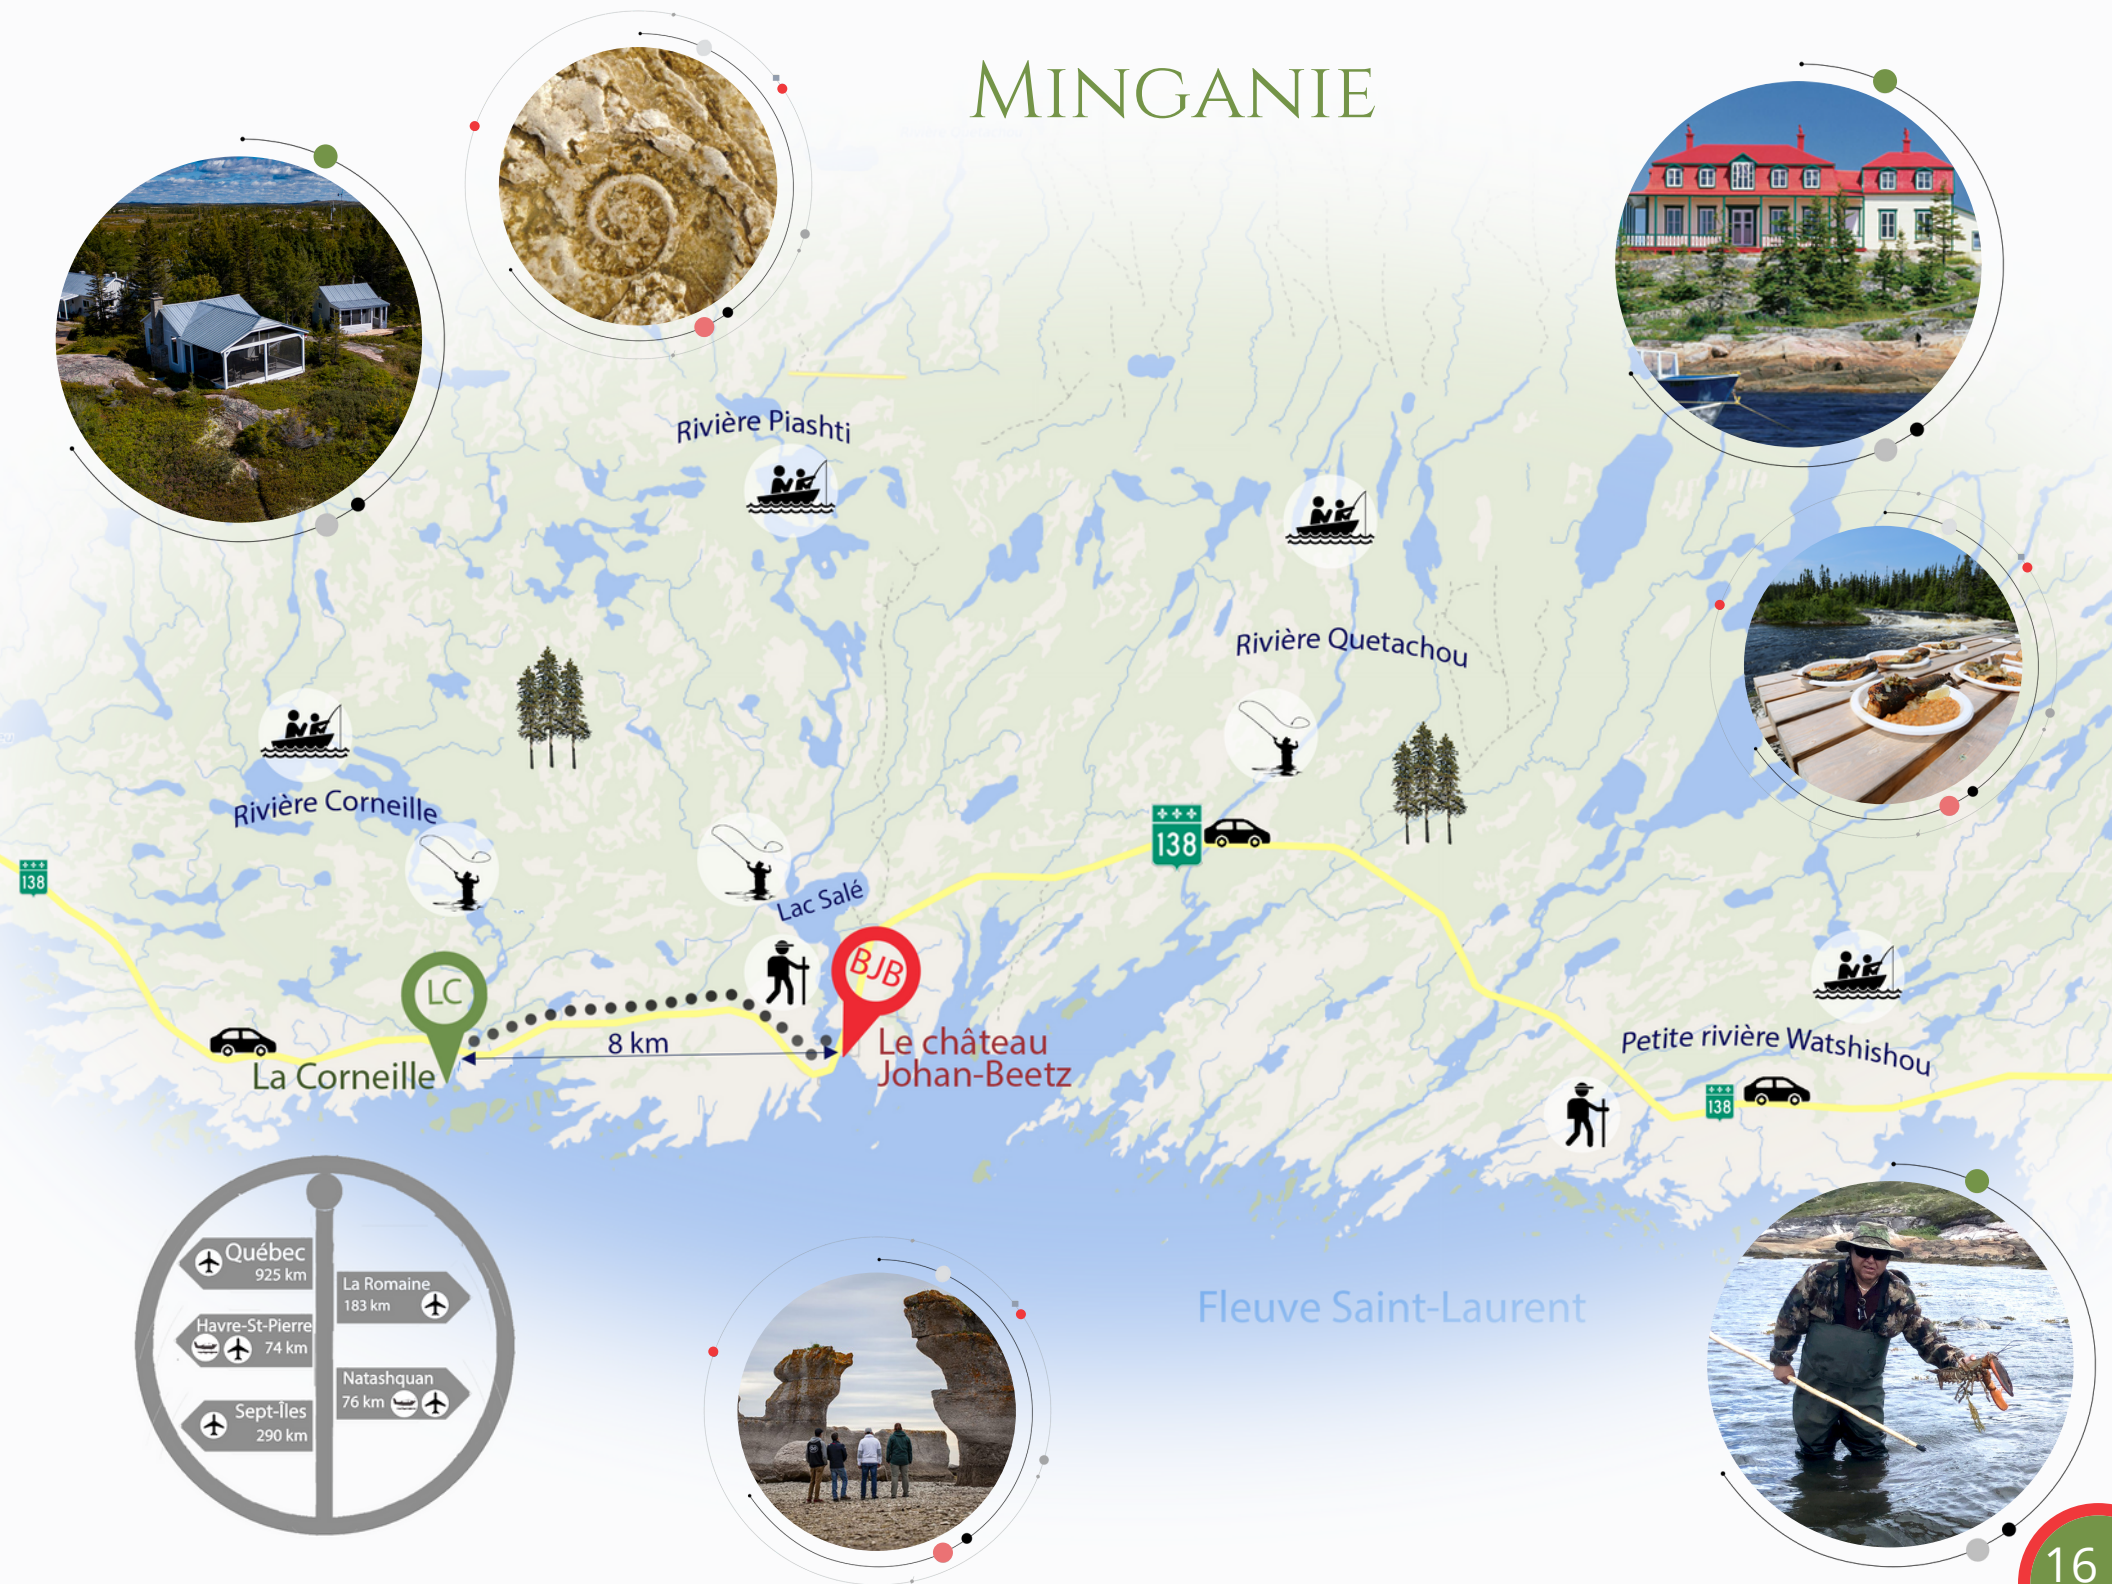 MINGANIE
Rivière Piashti
Rivière Quetachou
Rivière Corneille
138
138
Lac Salé
LC
BJB
8 km
La Corneille
Le château
Johan-Beetz
Petite rivière Watshishou
138
Québec
925 km
La Romaine
183 km
Havre-St-Pierre
74 km
Natashquan
76 km
Sept-Îles
290 km
Fleuve Saint-Laurent
16